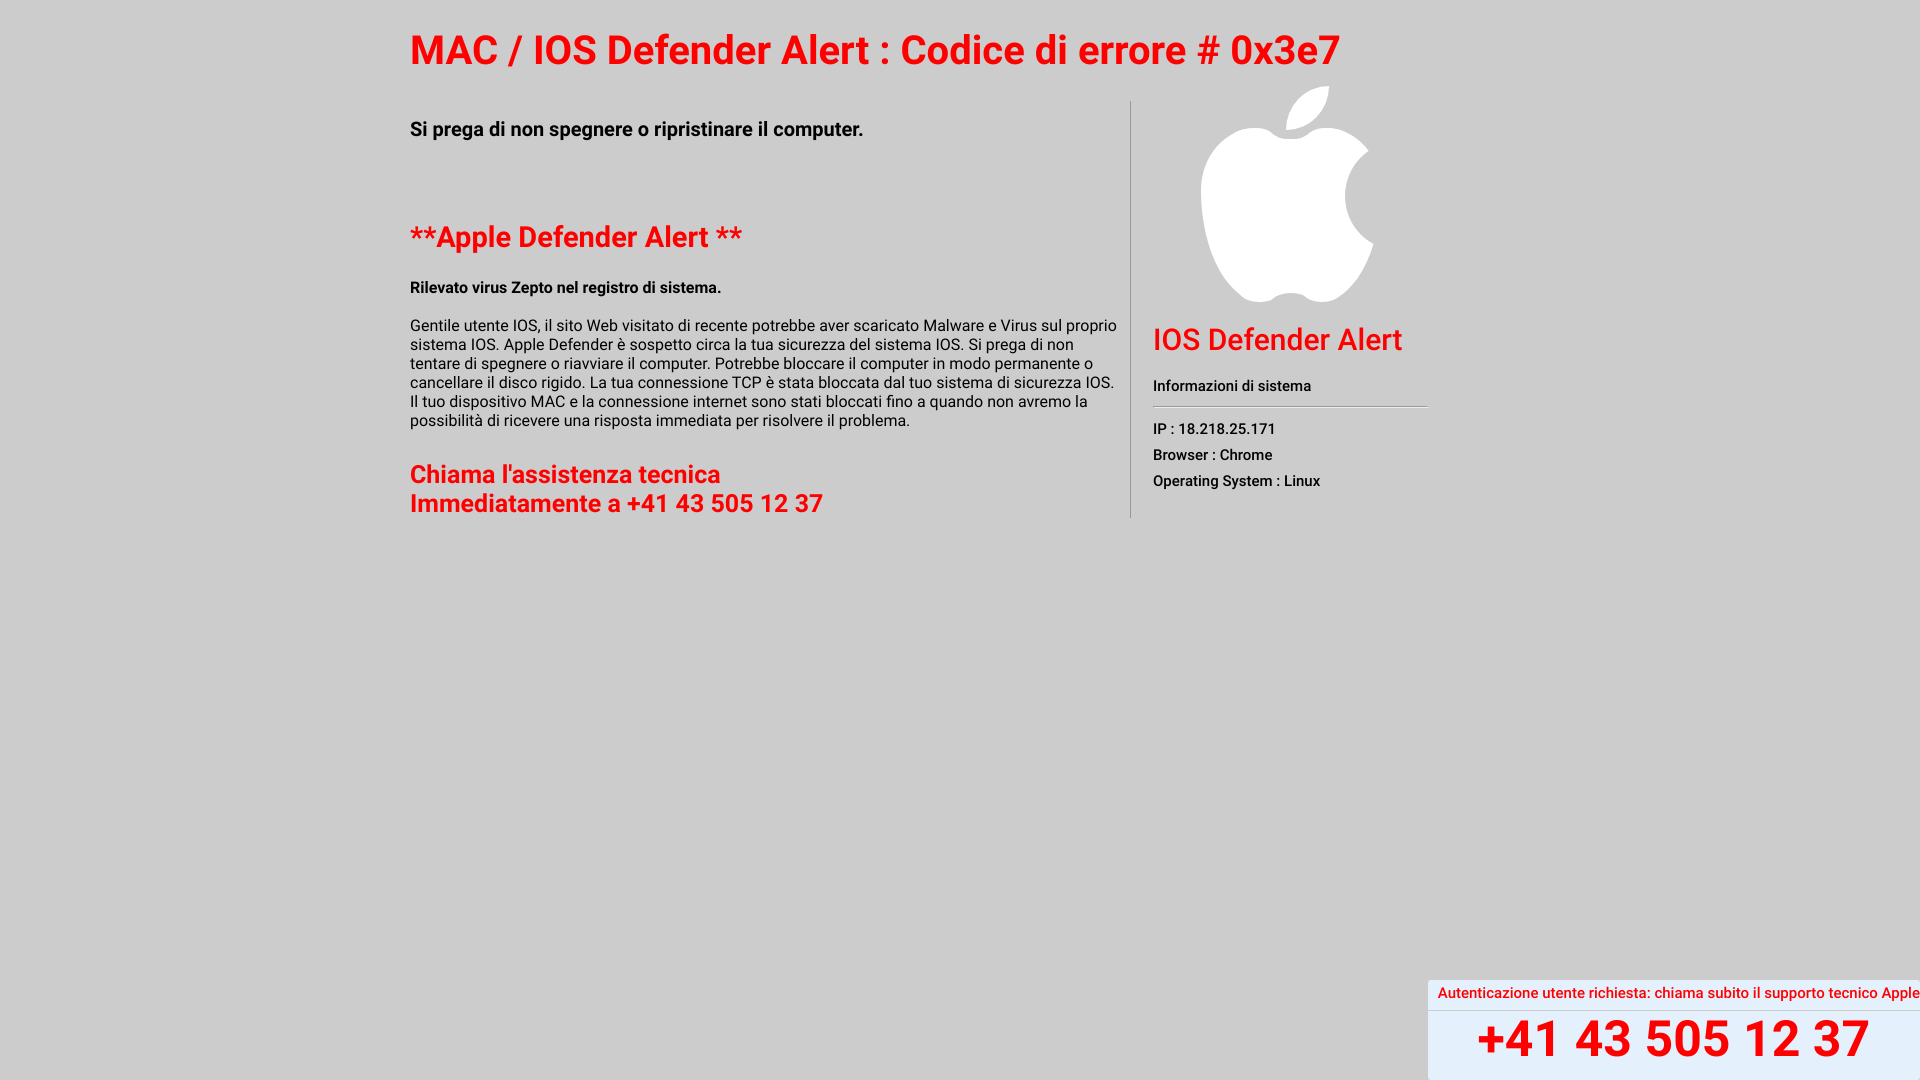 MAC / IOS Defender Alert : Codice di errore # 0x3e7
Si prega di non spegnere o ripristinare il computer.
**Apple Defender Alert **
Rilevato virus Zepto nel registro di sistema.
Gentile utente IOS, il sito Web visitato di recente potrebbe aver scaricato Malware e Virus sul proprio
sistema IOS. Apple Defender è sospetto circa la tua sicurezza del sistema IOS. Si prega di non
tentare di spegnere o riavviare il computer. Potrebbe bloccare il computer in modo permanente o
cancellare il disco rigido. La tua connessione TCP è stata bloccata dal tuo sistema di sicurezza IOS.
Il tuo dispositivo MAC e la connessione internet sono stati bloccati fino a quando non avremo la
possibilità di ricevere una risposta immediata per risolvere il problema.
Chiama l'assistenza tecnica
Immediatamente a +41 43 505 12 37
IOS Defender Alert
Informazioni di sistema
IP : 18.218.25.171
Browser : Chrome
Operating System : Linux
Autenticazione utente richiesta: chiama subito il supporto tecnico Apple
+41 43 505 12 37